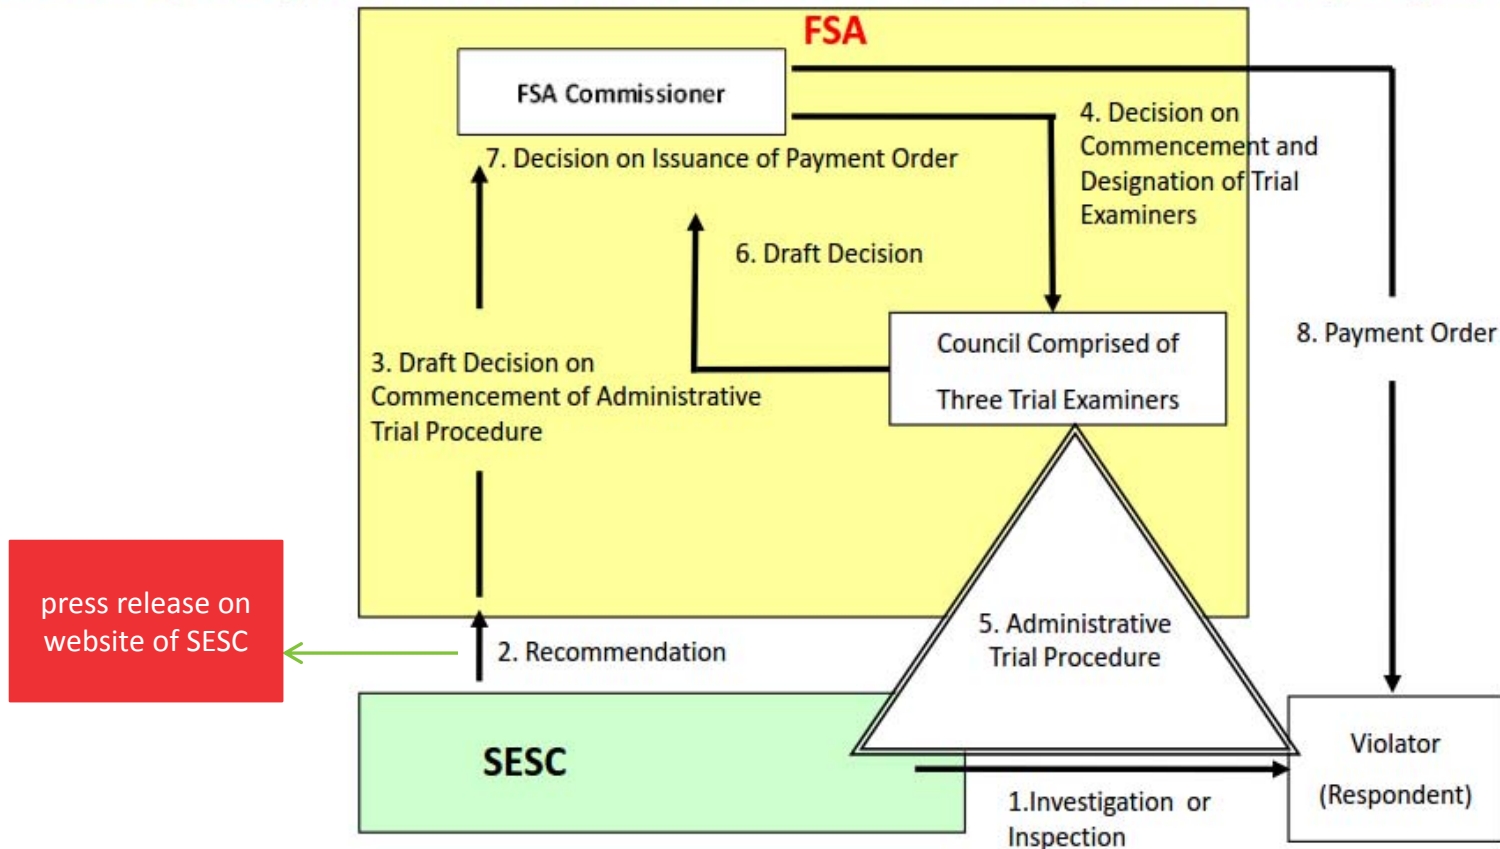 FSA
FSA Commissioner
4. Decision on
Commencement and
Designation of Trial
Examiners
7. Decision on Issuance of Payment Order
6. Draft Decision
Council Comprised of
Three Trial Examiners
8. Payment Order
3. Draft Decision on
Commencement of Administrative
Trial Procedure
press release on
website of SESC
2. Recommendation
5. Administrative
Trial Procedure
SESC
Violator
(Respondent)
1.Investigation or
Inspection